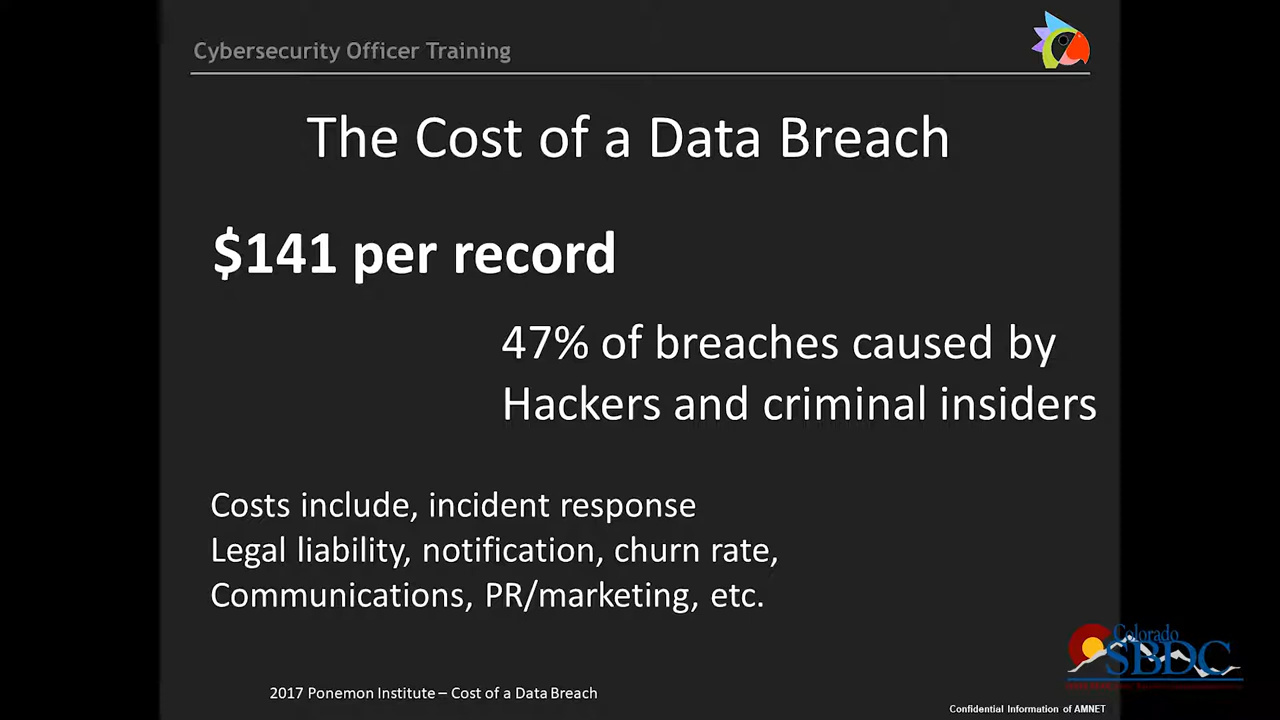 Cybersecurity Officer Training
The Cost of a Data Breach
$141 per record
47% of breaches caused by
Hackers and criminal insiders
Costs include, incident response
Legal liability, notification, churn rate,
Communications, PR/marketing, etc.
Colorado
SBDC
2017 Ponemon Institute – Cost of a Data Breach
Confidential Information of AMNET